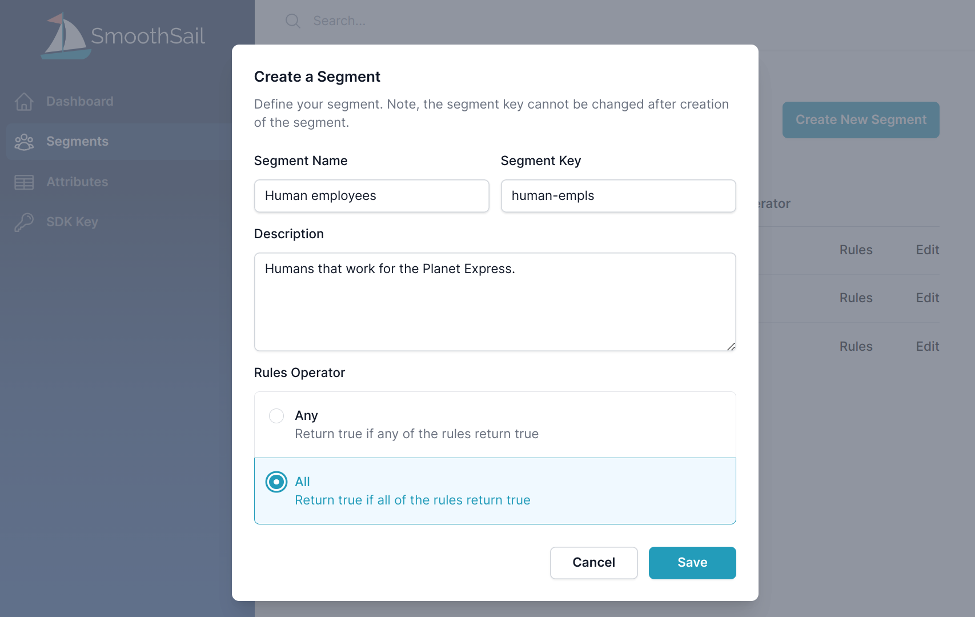 SmoothSail
Search...
Dashboard
Segments
Attributes
SDK Key
Create New Segment
erator
Rules Edit
Rules Edit
Rules Edit
Create a Segment
Define your segment. Note, the segment key cannot be changed after creation
of the segment.
Segment Name Segment Key
Human employees human-empls
Description
Humans that work for the Planet Express.
Rules Operator
Any
Return true if any of the rules return true
All
Return true if all of the rules return true
Cancel Save